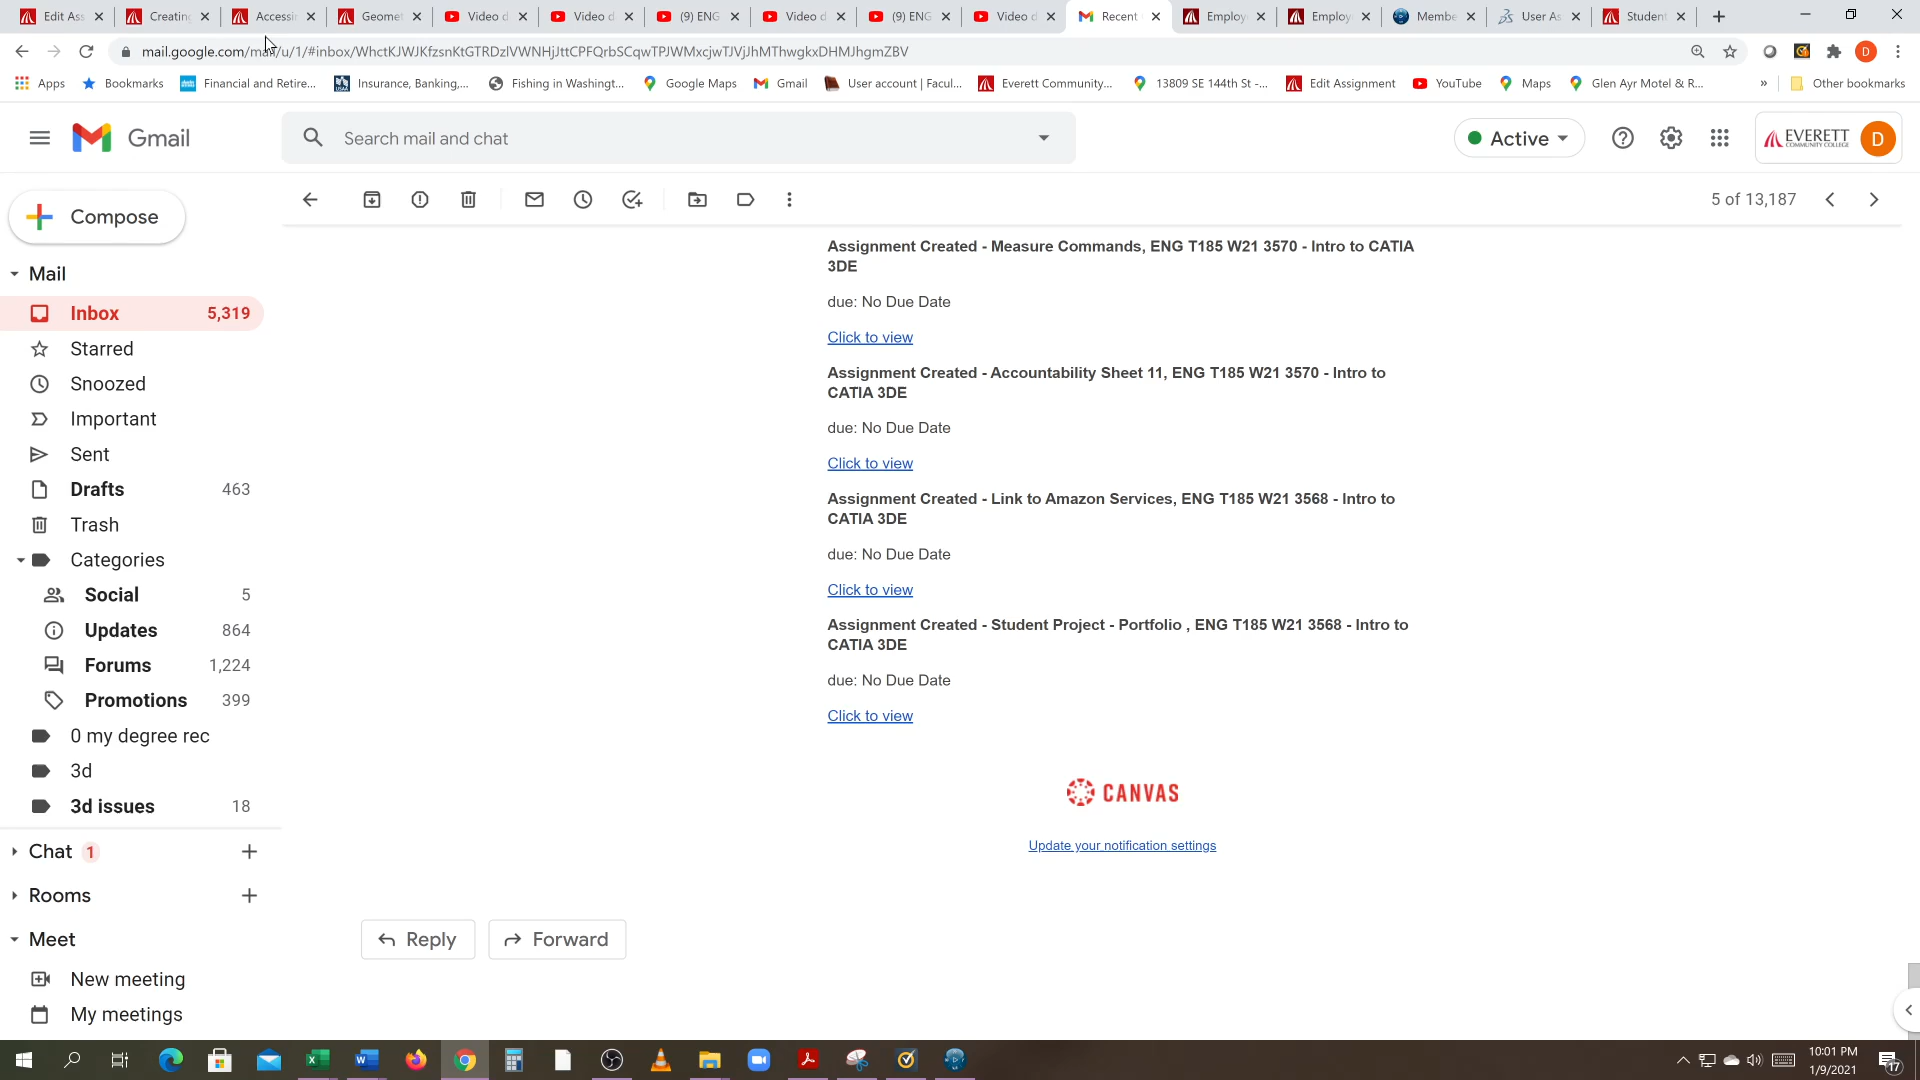 Edit Ass
Creating
Accessin
Geomet
Video d
Video d
(9) ENG
Video d
(9) ENG
Video d
Recent
Employ
Employ
Membe
User As
Student
mail.google.com/mail/u/1/#inbox/WhctKJWJKfzsnKtGTRDzlVWNHjJttCPFQrbSCqwTPJWMxcjwTJVjJhMThwgkxDHMJhgmZBV
D
Apps
Bookmarks
Financial and Retire...
Insurance, Banking,...
Fishing in Washingt...
Google Maps
Gmail
User account | Facul...
Everett Community...
13809 SE 144th St -...
Edit Assignment
YouTube
Maps
Glen Ayr Motel & R...
»
Other bookmarks
Gmail
Search mail and chat
Active
EVERETT
COMMUNITY COLLEGE
D
Compose
5 of 13,187
Mail
Inbox 5,319
Starred
Snoozed
Important
Sent
Drafts 463
Trash
Categories
Social 5
Updates 864
Forums 1,224
Promotions 399
0 my degree rec
3d
3d issues 18
Chat 1
Rooms
Meet
New meeting
My meetings
Assignment Created - Measure Commands, ENG T185 W21 3570 - Intro to CATIA
3DE
due: No Due Date
Click to view
Assignment Created - Accountability Sheet 11, ENG T185 W21 3570 - Intro to
CATIA 3DE
due: No Due Date
Click to view
Assignment Created - Link to Amazon Services, ENG T185 W21 3568 - Intro to
CATIA 3DE
due: No Due Date
Click to view
Assignment Created - Student Project - Portfolio , ENG T185 W21 3568 - Intro to
CATIA 3DE
due: No Due Date
Click to view
CANVAS
Update your notification settings
Reply
Forward
10:01 PM
1/9/2021
17